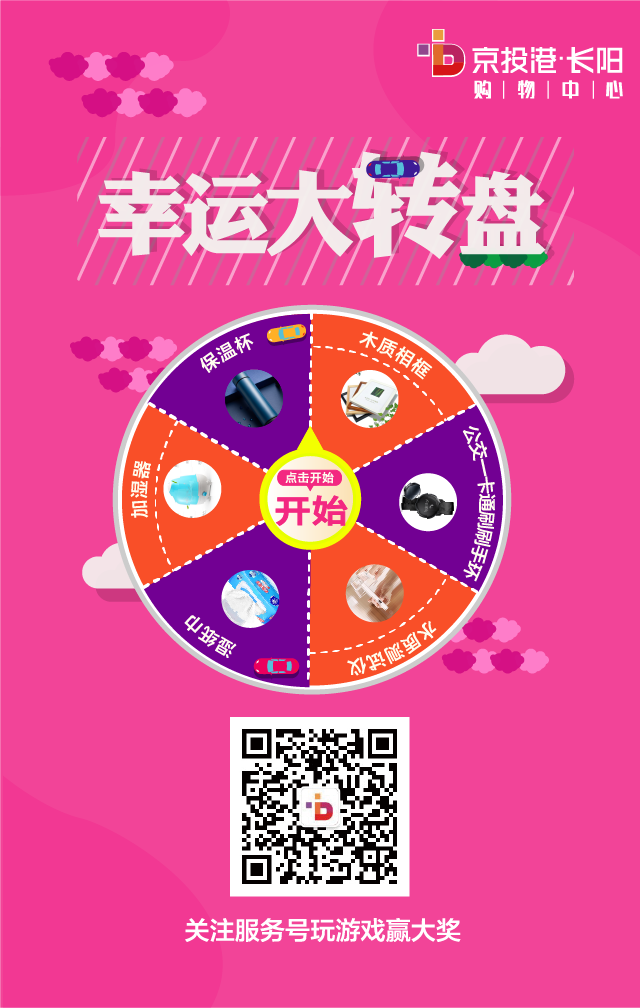 京投港·长阳
购物中心
幸运大转盘
保温杯
木质相框
加湿器
公交一卡通刷刷手环
点击开始
开始
湿纸巾
水质测试仪
关注服务号玩游戏赢大奖